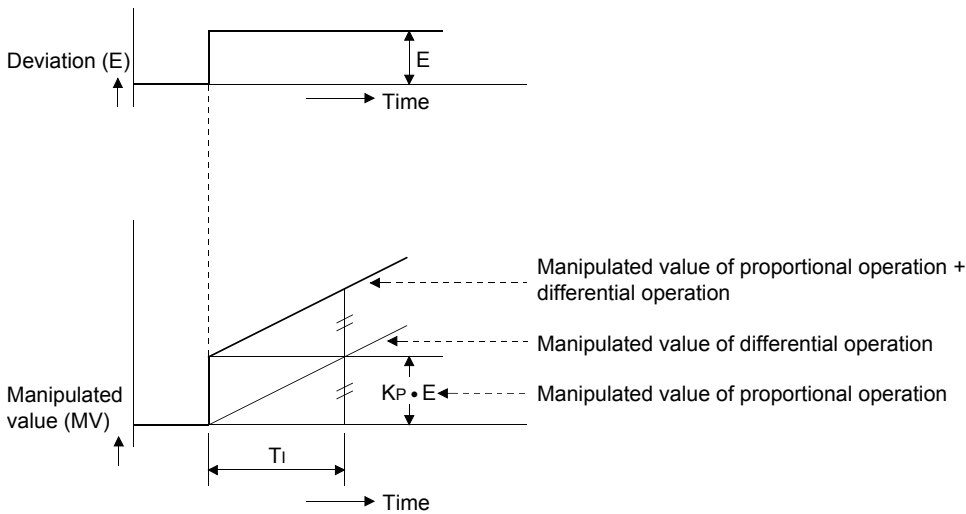 Deviation (E)
E
Time
Manipulated value of proportional operation +
differential operation
Manipulated value of differential operation
KP • E
Manipulated value of proportional operation
Manipulated
value (MV)
TI
Time